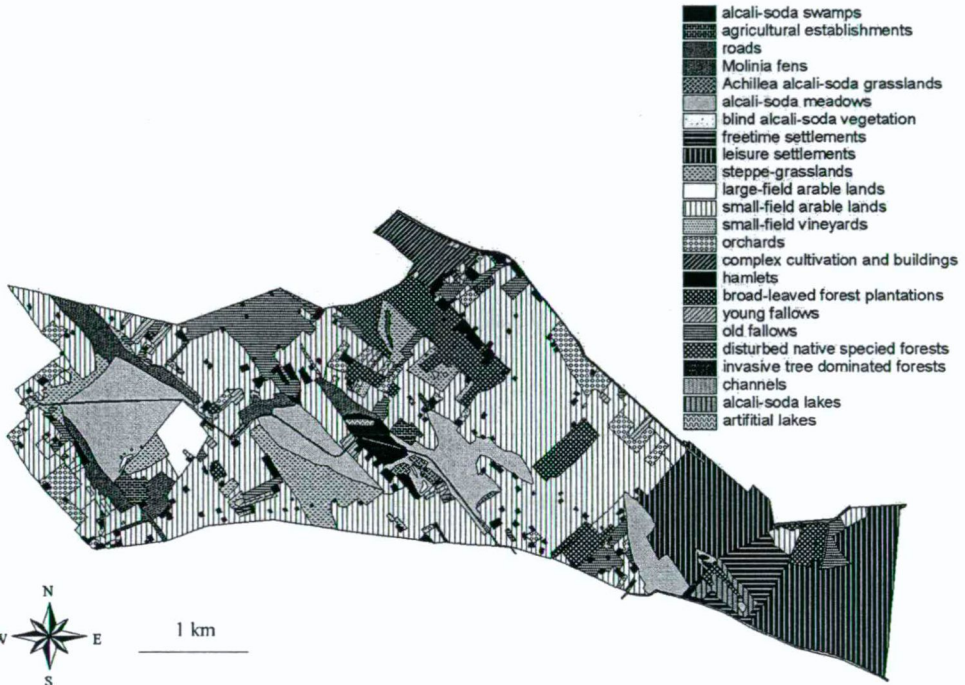 alcali-soda swamps
agricultural establishments
roads
Molinia fens
Achillea alcali-soda grasslands
alcali-soda meadows
blind alcali-soda vegetation
freetime settlements
leisure settlements
steppe-grasslands
large-field arable lands
small-field arable lands
small-field vineyards
orchards
complex cultivation and buildings
hamlets
broad-leaved forest plantations
young fallows
old fallows
disturbed native specied forests
invasive tree dominated forests
channels
alcali-soda lakes
artifitial lakes
N
W E
S
1 km